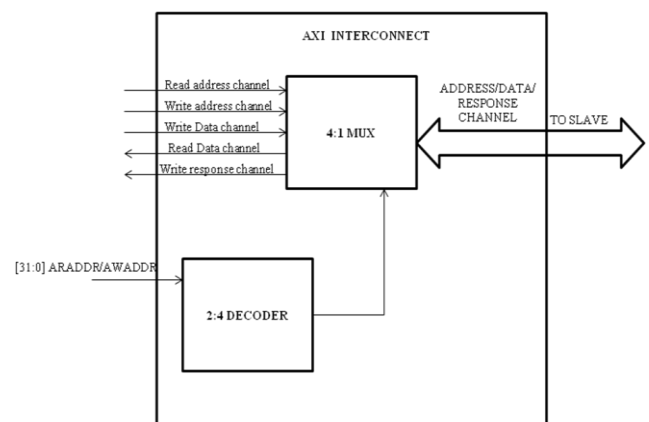 AXI INTERCONNECT
Read address channel
Write address channel
Write Data channel
Read Data channel
Write response channel
4:1 MUX
ADDRESS/DATA/
RESPONSE
CHANNEL
TO SLAVE
[31:0] ARADDR/AWADDR
2:4 DECODER